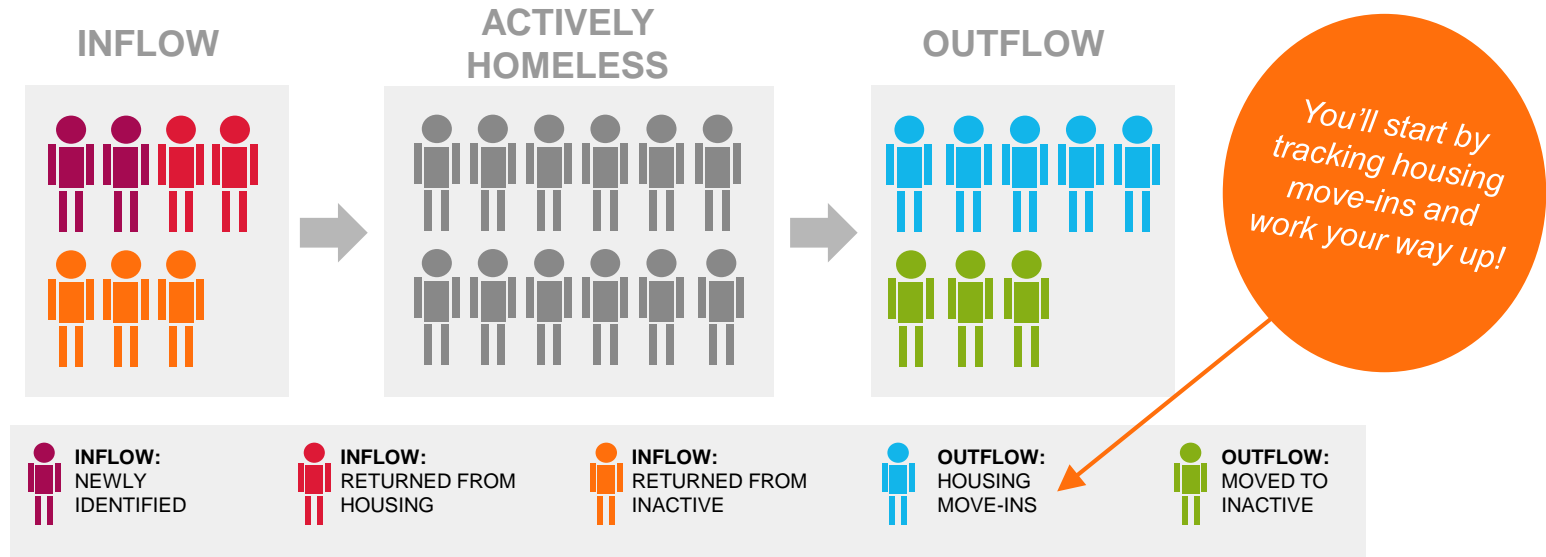 INFLOW
ACTIVELY
HOMELESS
OUTFLOW
You'll start by
tracking housing
move-ins and
work your way up!
INFLOW:
NEWLY
IDENTIFIED
INFLOW:
RETURNED FROM
HOUSING
INFLOW:
RETURNED FROM
INACTIVE
OUTFLOW:
HOUSING
MOVE-INS
OUTFLOW:
MOVED TO
INACTIVE